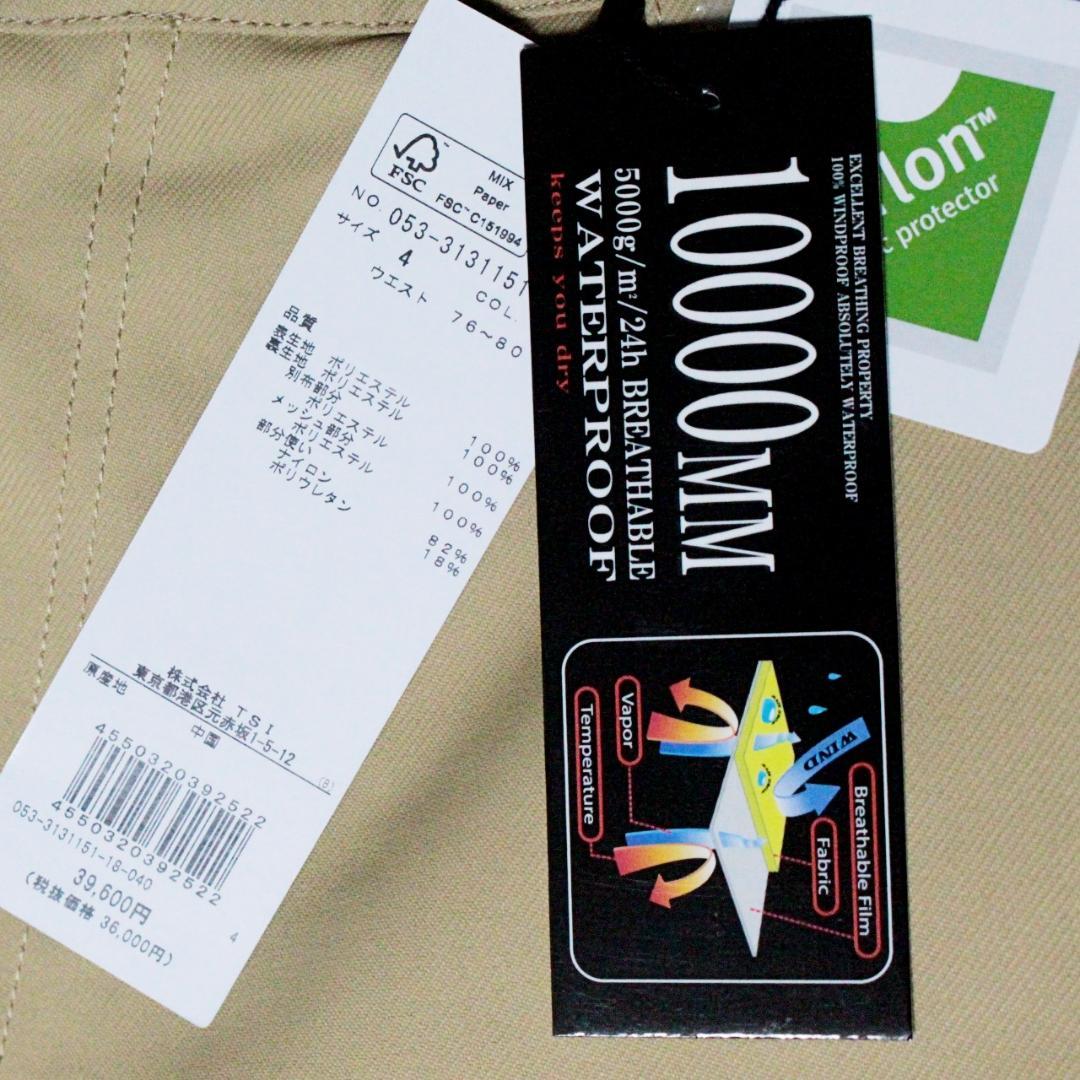 FSC
MIX
Paper
FSC™ C151994
NO. 053-3131151
サイズ 4 COL.
ウエスト 76～80
品質
表生地 ポリエステル 100%
裏生地 ポリエステル 100%
別布部分
ポリエステル 100%
メッシュ部分
ポリエステル 100%
部分使い
ナイロン 82%
ポリウレタン 18%
株式会社 TSI
東京都港区元赤坂1-5-12
原産地 中国
(8)
4550320392522
4550320392522
053-3131151-18-040
39,600円
(税抜価格 36,000円)
4
EXCELLENT BREATHING PROPERTY
100% WINDPROOF ABSOLUTELY WATERPROOF
10000MM
5000g/m²/24h BREATHABLE
WATERPROOF
keeps you dry
WIND
Breathable Film
Fabric
Vapor
Temperature
lon™
c protector